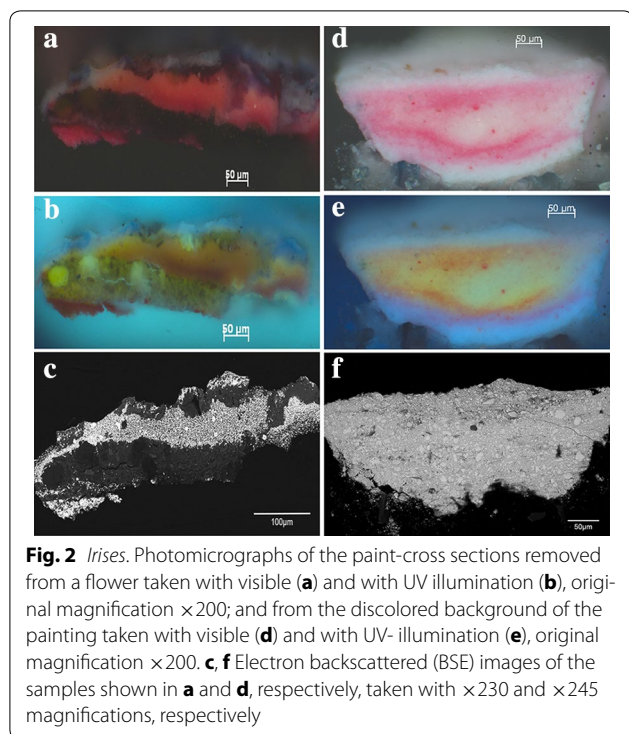 a
d
50 µm
50 µm
b
e
50 µm
50 µm
c
f
100µm
50µm
Fig. 2 Irises. Photomicrographs of the paint-cross sections removed
from a flower taken with visible (a) and with UV illumination (b), origi-
nal magnification ×200; and from the discolored background of the
painting taken with visible (d) and with UV- illumination (e), original
magnification ×200. c, f Electron backscattered (BSE) images of the
samples shown in a and d, respectively, taken with ×230 and ×245
magnifications, respectively